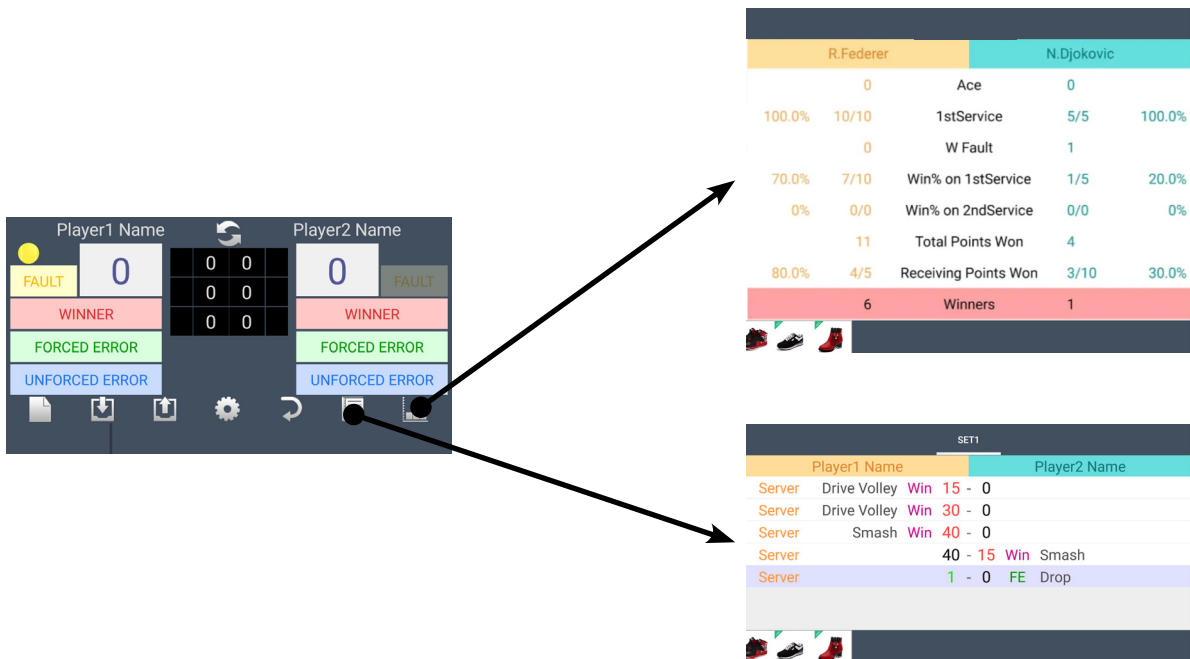 Player1 Name Player2 Name
0 0
FAULT 0 0 0 FAULT
0 0
WINNER 0 0 WINNER
FORCED ERROR FORCED ERROR
UNFORCED ERROR UNFORCED ERROR
R.Federer N.Djokovic
0 Ace 0
100.0% 10/10 1stService 5/5 100.0%
0 W Fault 1
70.0% 7/10 Win% on 1stService 1/5 20.0%
0% 0/0 Win% on 2ndService 0/0 0%
11 Total Points Won 4
80.0% 4/5 Receiving Points Won 3/10 30.0%
6 Winners 1
SET1
Player1 Name Player2 Name
Server Drive Volley Win 15 - 0
Server Drive Volley Win 30 - 0
Server Smash Win 40 - 0
Server 40 - 15 Win Smash
Server 1 - 0 FE Drop